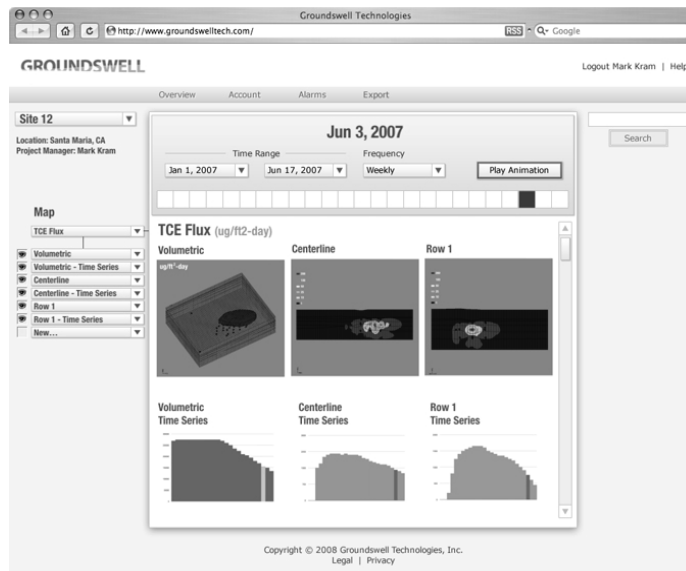 Groundswell Technologies
http://www.groundswelltech.com/
RSS
Google
GROUNDSWELL
Logout Mark Kram | Help
Overview Account Alarms Export
Site 12
Location: Santa Maria, CA
Project Manager: Mark Kram
Search
Jun 3, 2007
Time Range Frequency
Jan 1, 2007 Jun 17, 2007 Weekly Play Animation
Map
TCE Flux
Volumetric
Volumetric - Time Series
Centerline
Centerline - Time Series
Row 1
Row 1 - Time Series
New...
TCE Flux (ug/ft2-day)
Volumetric Centerline Row 1
ug/ft²-day
Volumetric
Time Series
Centerline
Time Series
Row 1
Time Series
Copyright © 2008 Groundswell Technologies, Inc.
Legal | Privacy